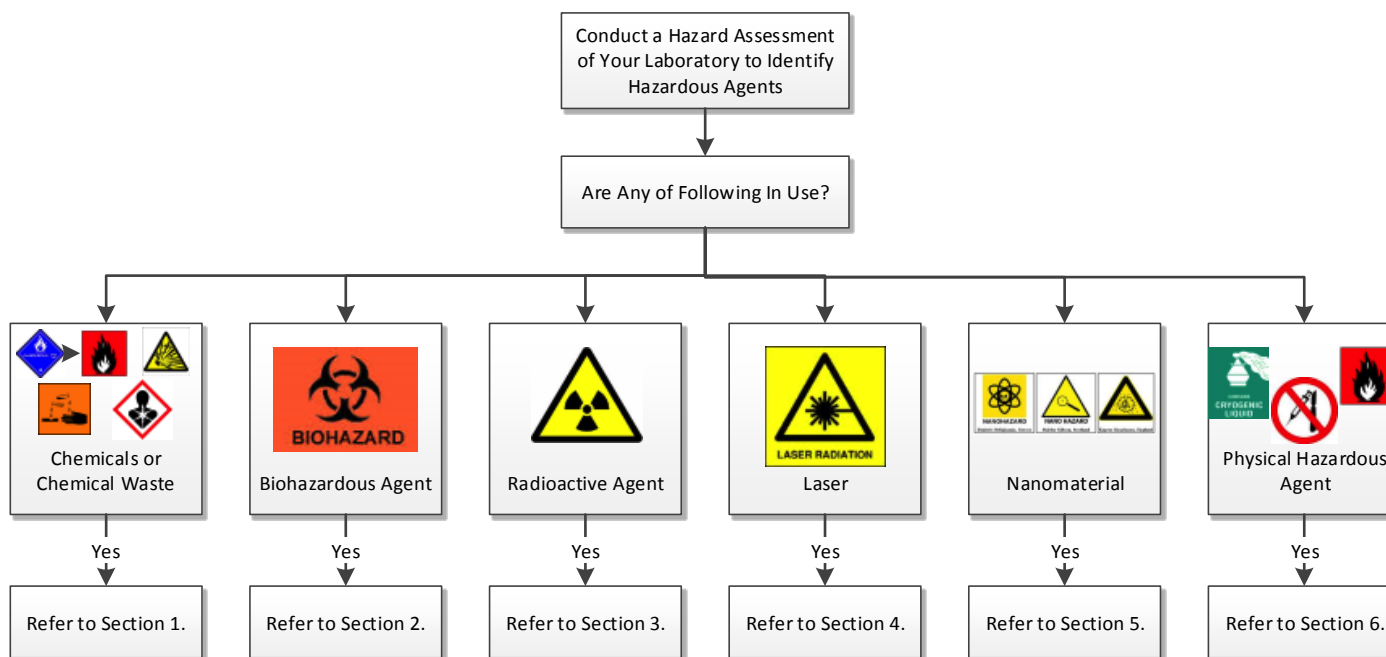 Conduct a Hazard Assessment
of Your Laboratory to Identify
Hazardous Agents
Are Any of Following In Use?
Chemicals or
Chemical Waste
BIOHAZARD
Biohazardous Agent
Radioactive Agent
LASER RADIATION
Laser
NANOHAZARD
NANO HAZARD
Nanomaterial
CRYOGENIC
LIQUID
Physical Hazardous
Agent
Yes
Yes
Yes
Yes
Yes
Yes
Refer to Section 1.
Refer to Section 2.
Refer to Section 3.
Refer to Section 4.
Refer to Section 5.
Refer to Section 6.